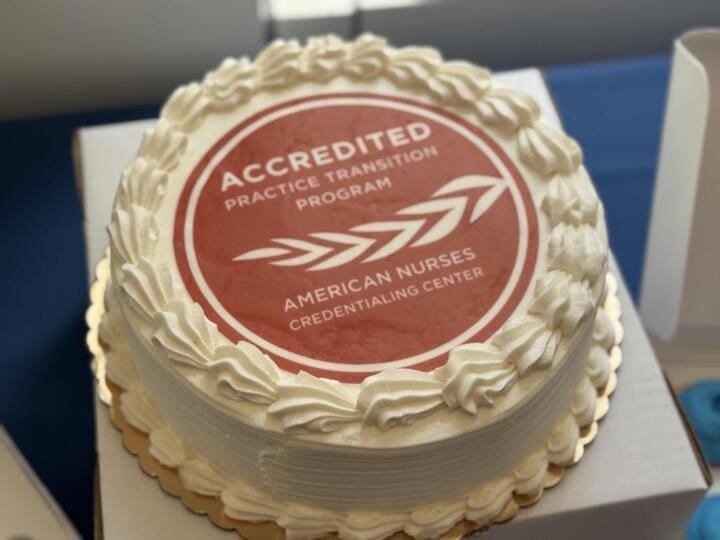 ACCREDITED
PRACTICE TRANSITION
PROGRAM
AMERICAN NURSES
CREDENTIALING CENTER